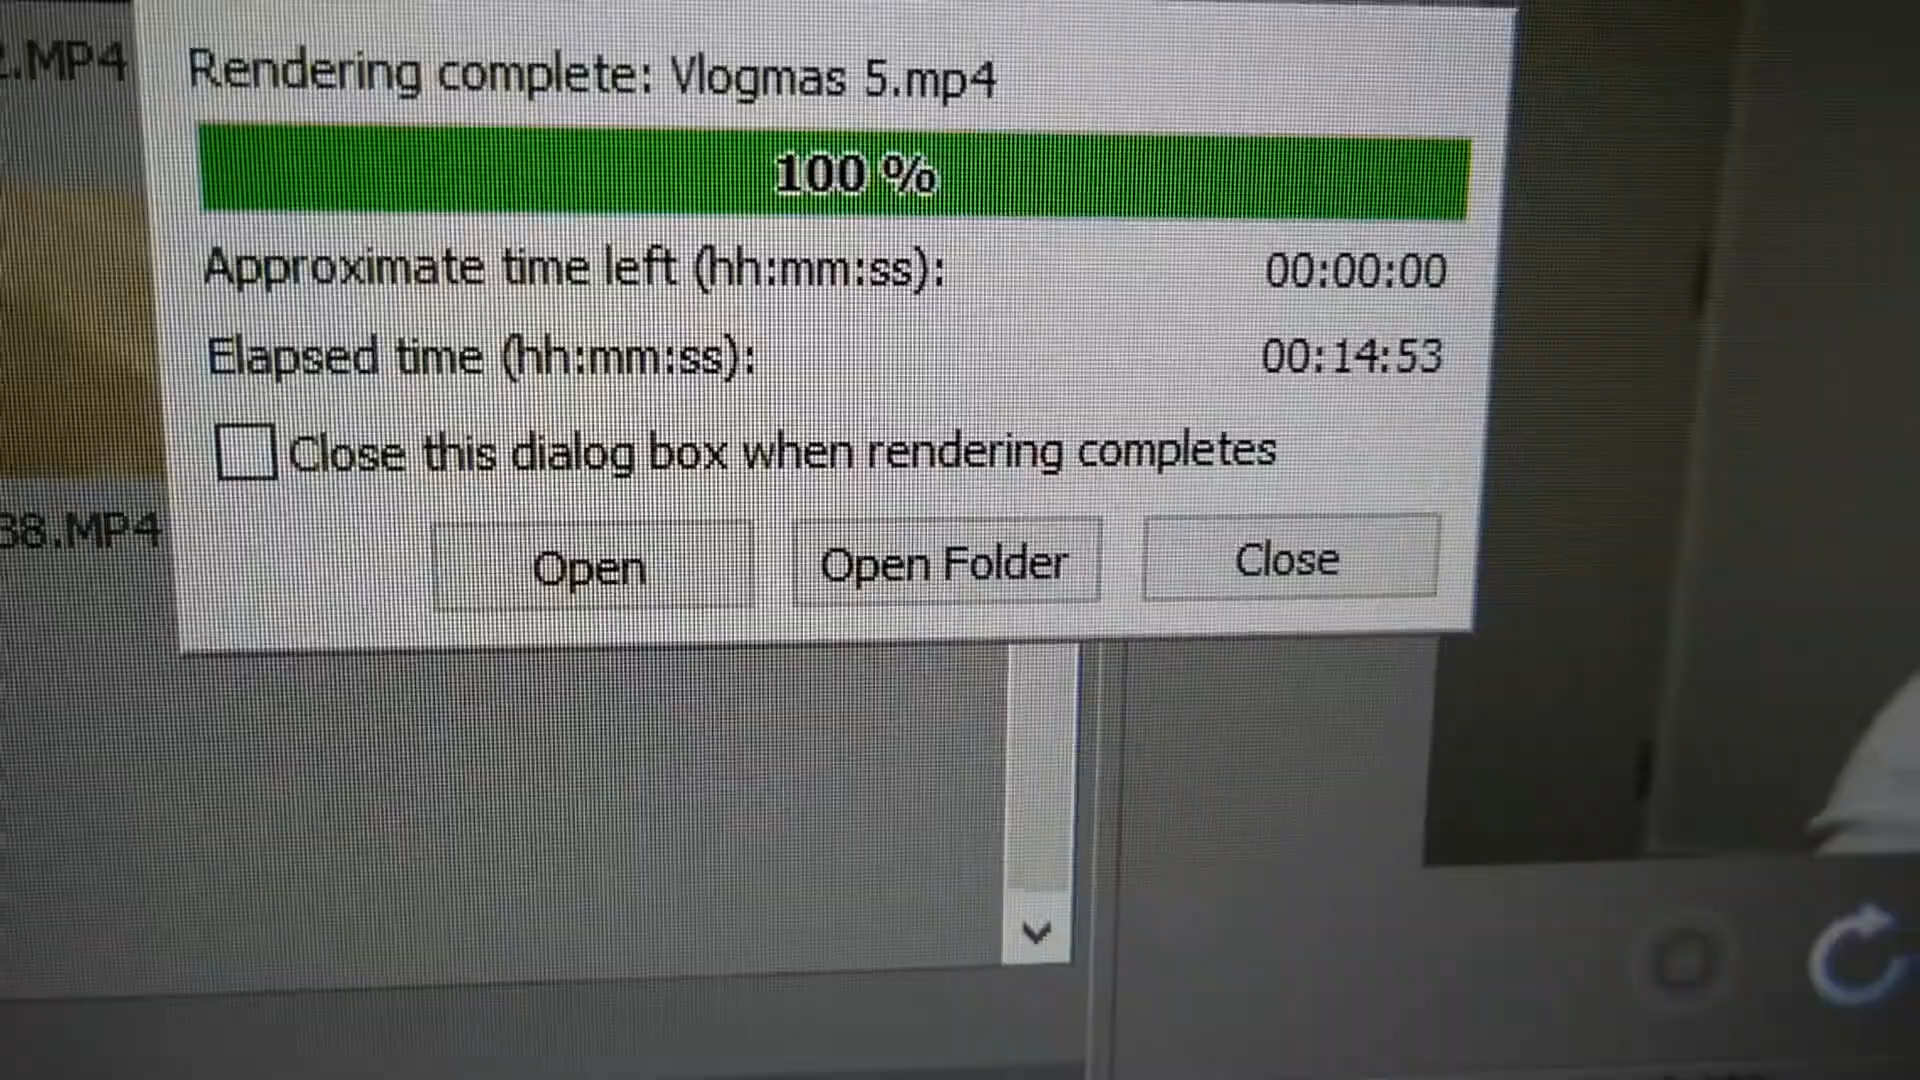 .MP4
Rendering complete: Vlogmas 5.mp4
100 %
Approximate time left (hh:mm:ss): 00:00:00
Elapsed time (hh:mm:ss): 00:14:53
Close this dialog box when rendering completes
38.MP4
Open Open Folder Close